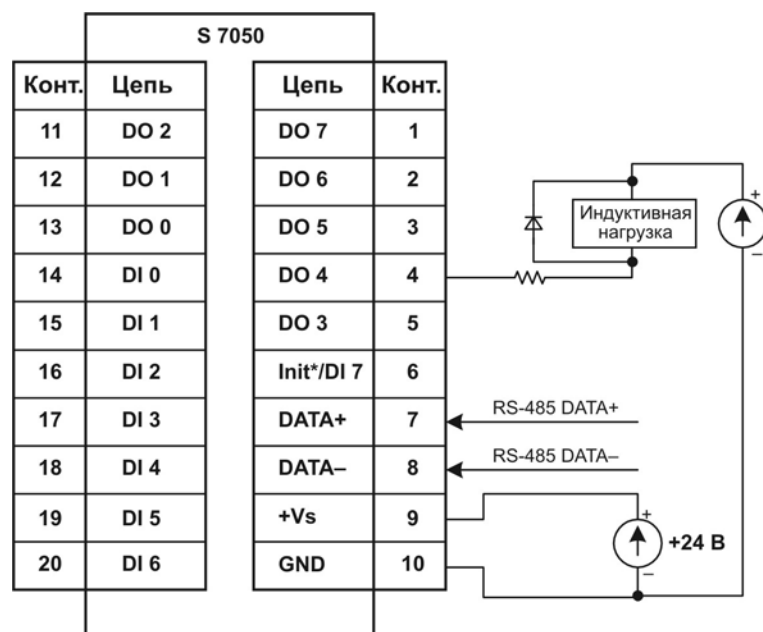 S 7050
Конт. Цепь Цепь Конт.
11 DO 2 DO 7 1
12 DO 1 DO 6 2
13 DO 0 DO 5 3
14 DI 0 DO 4 4
15 DI 1 DO 3 5
16 DI 2 Init*/DI 7 6
17 DI 3 DATA+ 7
18 DI 4 DATA– 8
19 DI 5 +Vs 9
20 DI 6 GND 10
Индуктивная
нагрузка
+
–
RS-485 DATA+
RS-485 DATA–
+
+24 В
–